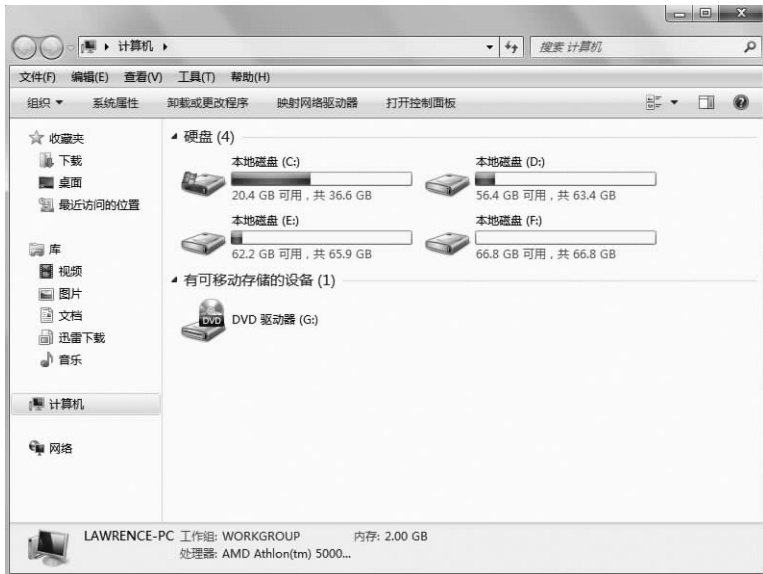 计算机
搜索 计算机
文件(F) 编辑(E) 查看(V) 工具(T) 帮助(H)
组织 系统属性 卸载或更改程序 映射网络驱动器 打开控制面板
收藏夹
下载
桌面
最近访问的位置
库
视频
图片
文档
迅雷下载
音乐
计算机
网络
硬盘 (4)
本地磁盘 (C:)
20.4 GB 可用，共 36.6 GB
本地磁盘 (D:)
56.4 GB 可用，共 63.4 GB
本地磁盘 (E:)
62.2 GB 可用，共 65.9 GB
本地磁盘 (F:)
66.8 GB 可用，共 66.8 GB
有可移动存储的设备 (1)
DVD
DVD 驱动器 (G:)
LAWRENCE-PC 工作组: WORKGROUP 内存: 2.00 GB
处理器: AMD Athlon(tm) 5000...